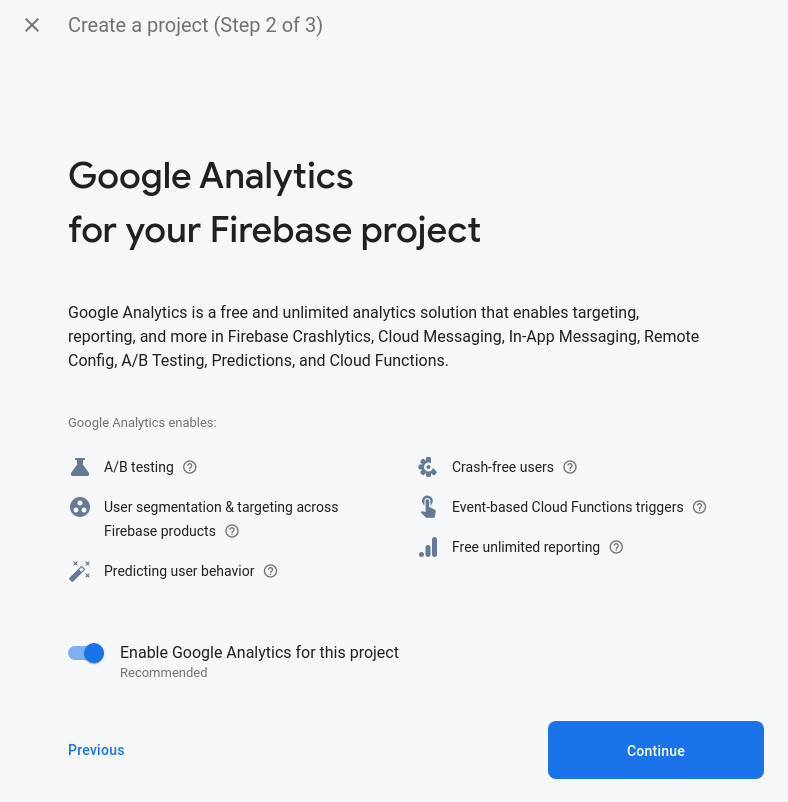 Create a project (Step 2 of 3)
Google Analytics
for your Firebase project
Google Analytics is a free and unlimited analytics solution that enables targeting,
reporting, and more in Firebase Crashlytics, Cloud Messaging, In-App Messaging, Remote
Config, A/B Testing, Predictions, and Cloud Functions.
Google Analytics enables:
A/B testing
User segmentation & targeting across
Firebase products
Predicting user behavior
Crash-free users
Event-based Cloud Functions triggers
Free unlimited reporting
Enable Google Analytics for this project
Recommended
Previous
Continue